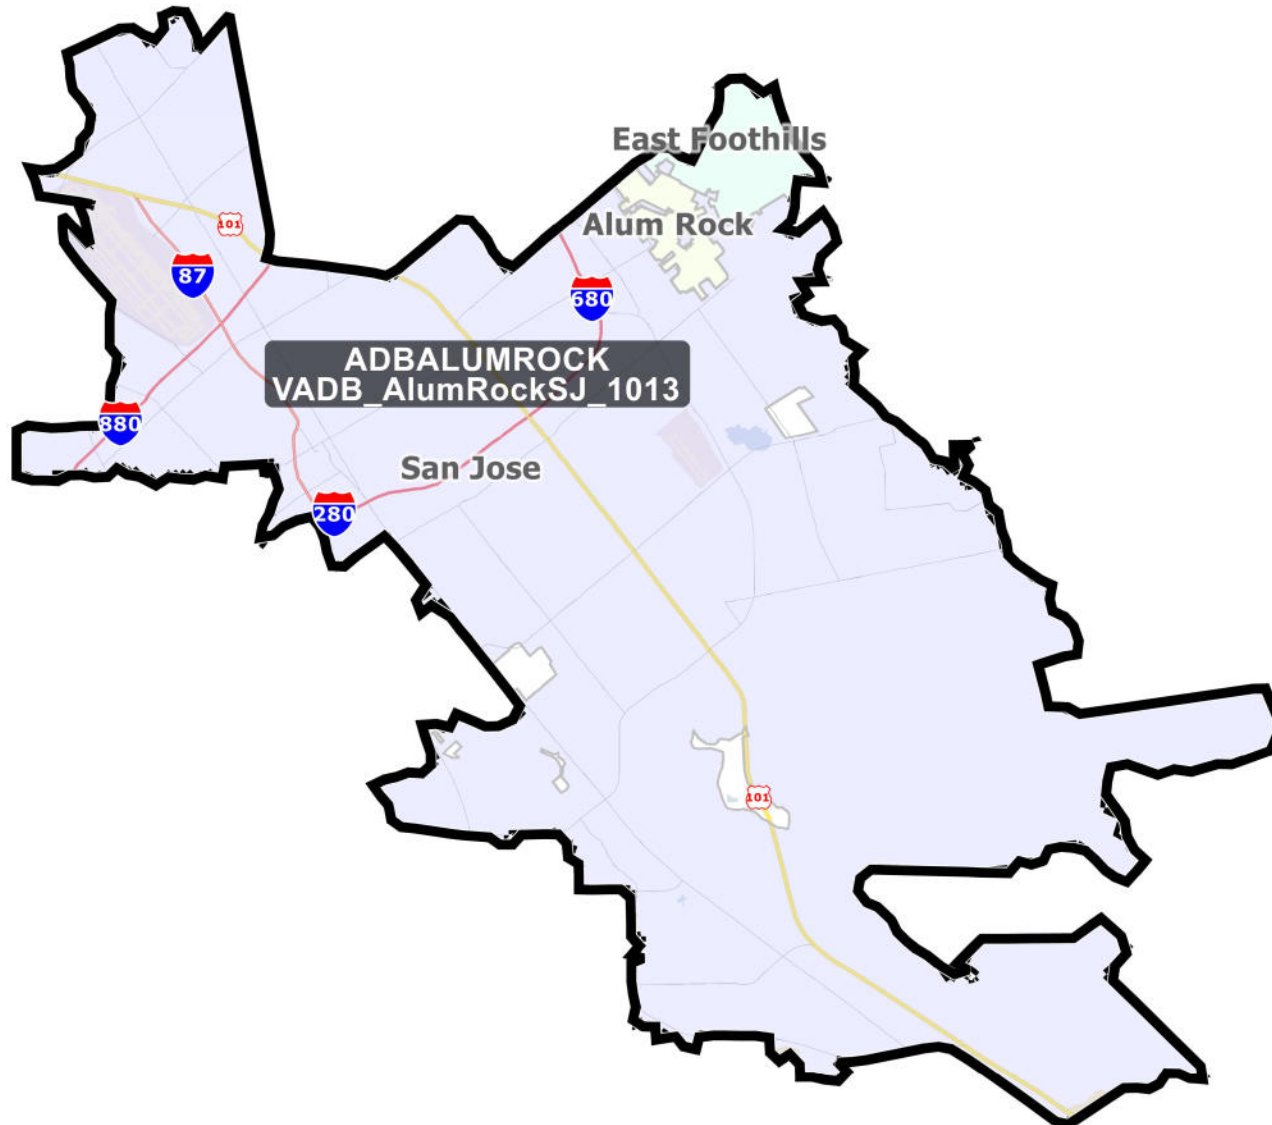 East Foothills
Alum Rock
101
87
680
ADBALUMROCK
VADB_AlumRockSJ_1013
880
San Jose
280
101